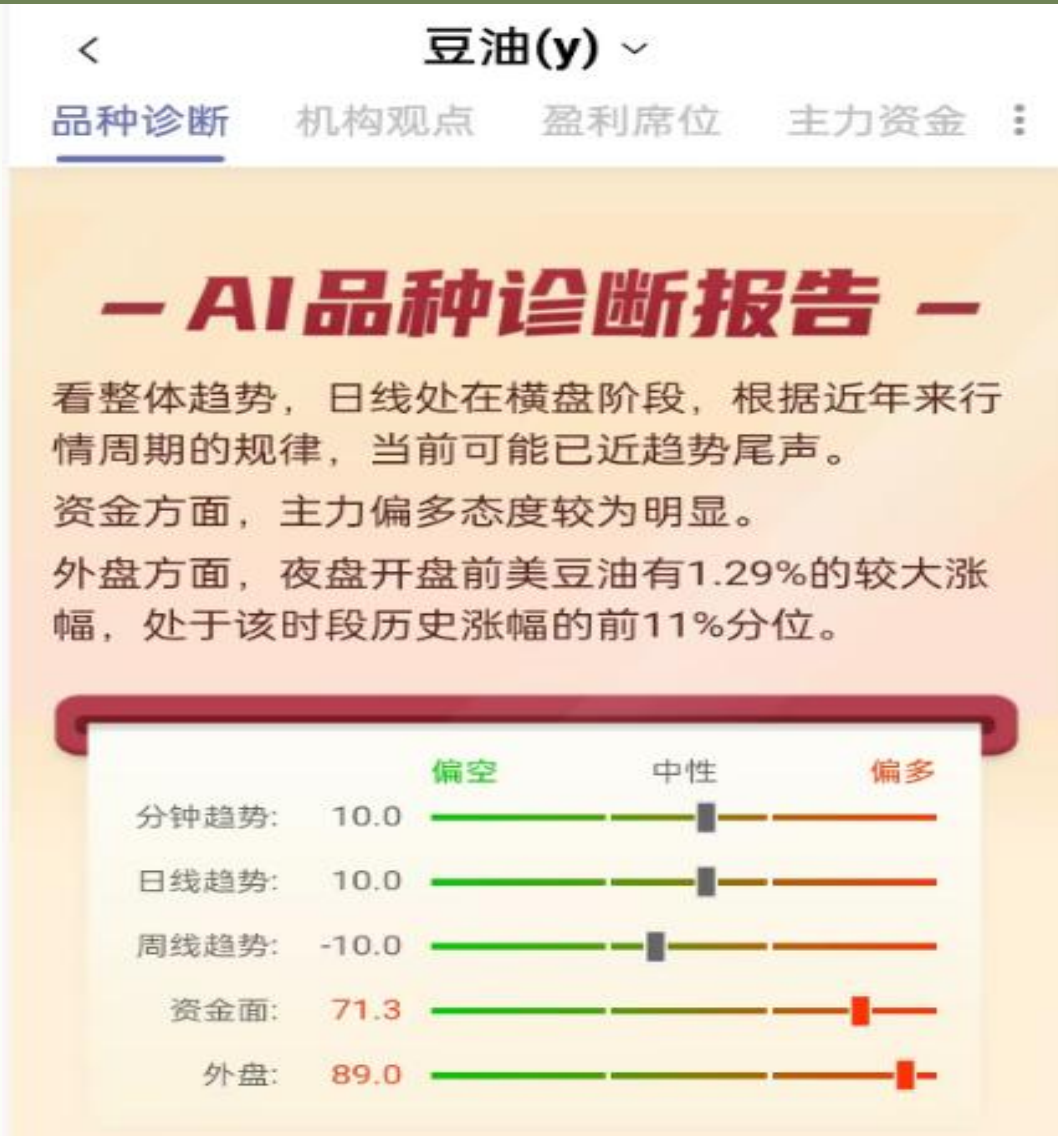 豆油(y)
品种诊断 机构观点 盈利席位 主力资金
— AI品种诊断报告 —
看整体趋势，日线处在横盘阶段，根据近年来行
情周期的规律，当前可能已近趋势尾声。
资金方面，主力偏多态度较为明显。
外盘方面，夜盘开盘前美豆油有1.29%的较大涨
幅，处于该时段历史涨幅的前11%分位。
偏空 中性 偏多
分钟趋势: 10.0
日线趋势: 10.0
周线趋势: -10.0
资金面: 71.3
外盘: 89.0